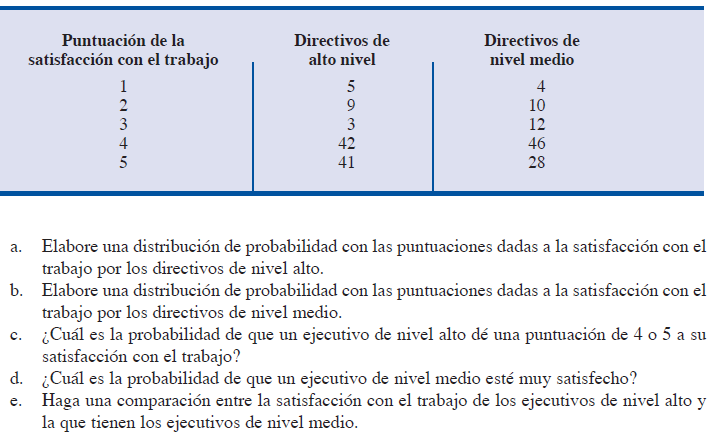 Puntuación de la Directivos de Directivos de
satisfacción con el trabajo alto nivel nivel medio
1 5 4
2 9 10
3 3 12
4 42 46
5 41 28
a. Elabore una distribución de probabilidad con las puntuaciones dadas a la satisfacción con el
trabajo por los directivos de nivel alto.
b. Elabore una distribución de probabilidad con las puntuaciones dadas a la satisfacción con el
trabajo por los directivos de nivel medio.
c. ¿Cuál es la probabilidad de que un ejecutivo de nivel alto dé una puntuación de 4 o 5 a su
satisfacción con el trabajo?
d. ¿Cuál es la probabilidad de que un ejecutivo de nivel medio esté muy satisfecho?
e. Haga una comparación entre la satisfacción con el trabajo de los ejecutivos de nivel alto y
la que tienen los ejecutivos de nivel medio.